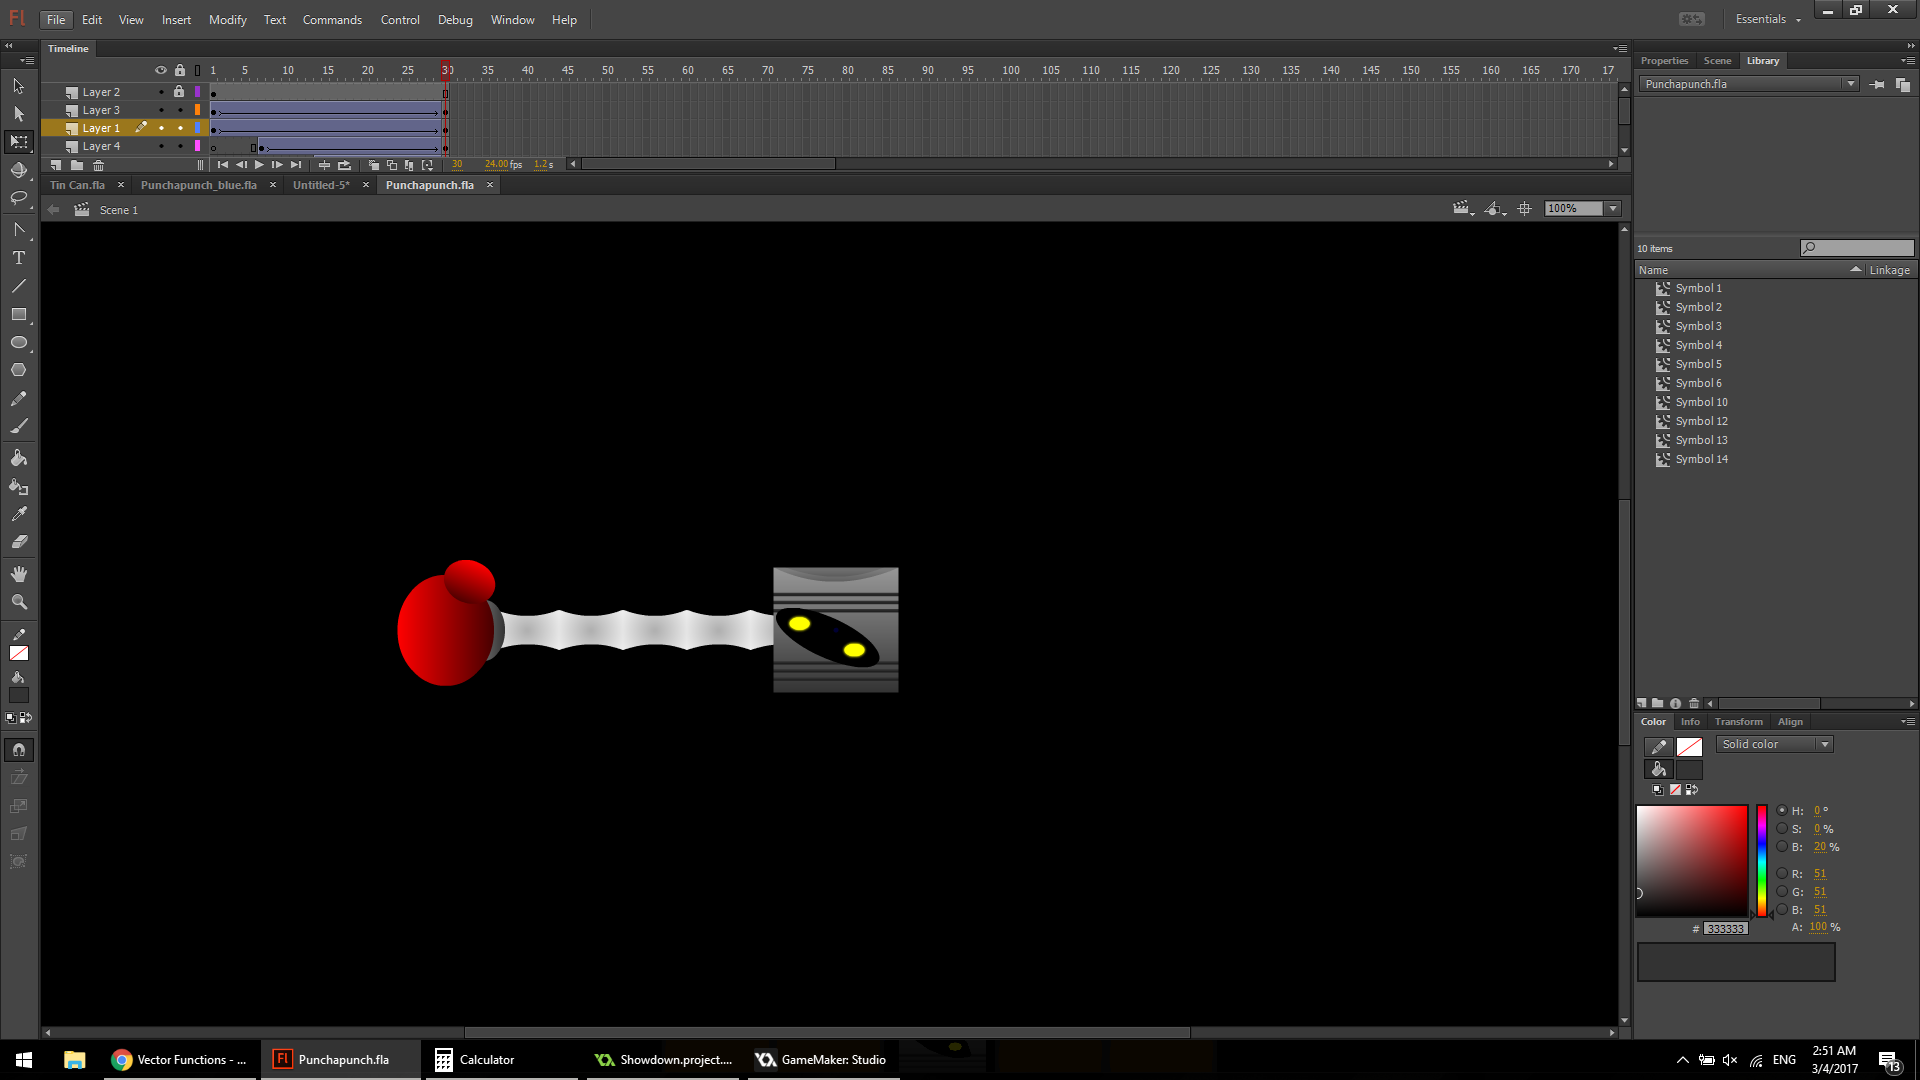 Fl File Edit View Insert Modify Text Commands Control Debug Window Help Essentials
Timeline
1 5 10 15 20 25 30 35 40 45 50 55 60 65 70 75 80 85 90 95 100 105 110 115 120 125 130 135 140 145 150 155 160 165 170 17
Layer 2
Layer 3
Layer 1
Layer 4
30 24.00 fps 1.2 s
Tin Can.fla Punchapunch_blue.fla Untitled-5* Punchapunch.fla
Scene 1
100%
Properties Scene Library
Punchapunch.fla
10 items
Name Linkage
Symbol 1
Symbol 2
Symbol 3
Symbol 4
Symbol 5
Symbol 6
Symbol 10
Symbol 12
Symbol 13
Symbol 14
Color Info Transform Align
Solid color
H: 0 °
S: 0 %
B: 20 %
R: 51
G: 51
B: 51
# 333333 A: 100 %
Vector Functions - ...
Fl Punchapunch.fla
Calculator
Showdown.project....
GameMaker: Studio
ENG
2:51 AM
3/4/2017
13